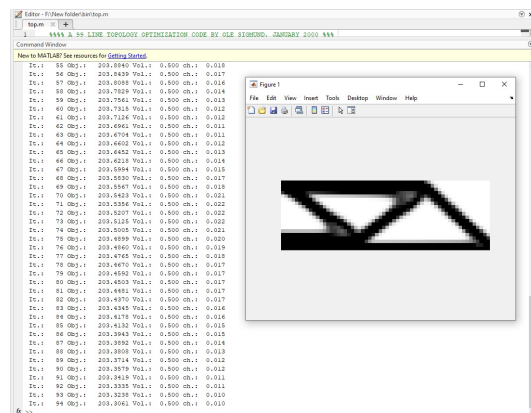 Editor - F:\New folder\bin\top.m
top.m
1 %%%% A 99 LINE TOPOLOGY OPTIMIZATION CODE BY OLE SIGMUND, JANUARY 2000 %%%
Command Window
New to MATLAB? See resources for Getting Started.
It.: 55 Obj.: 203.8840 Vol.: 0.500 ch.: 0.018
It.: 56 Obj.: 203.8439 Vol.: 0.500 ch.: 0.017
It.: 57 Obj.: 203.8088 Vol.: 0.500 ch.: 0.016
It.: 58 Obj.: 203.7829 Vol.: 0.500 ch.: 0.014
It.: 59 Obj.: 203.7561 Vol.: 0.500 ch.: 0.013
It.: 60 Obj.: 203.7315 Vol.: 0.500 ch.: 0.012
It.: 61 Obj.: 203.7126 Vol.: 0.500 ch.: 0.012
It.: 62 Obj.: 203.6961 Vol.: 0.500 ch.: 0.011
It.: 63 Obj.: 203.6704 Vol.: 0.500 ch.: 0.011
It.: 64 Obj.: 203.6602 Vol.: 0.500 ch.: 0.012
It.: 65 Obj.: 203.6452 Vol.: 0.500 ch.: 0.013
It.: 66 Obj.: 203.6218 Vol.: 0.500 ch.: 0.014
It.: 67 Obj.: 203.5994 Vol.: 0.500 ch.: 0.015
It.: 68 Obj.: 203.5830 Vol.: 0.500 ch.: 0.017
It.: 69 Obj.: 203.5567 Vol.: 0.500 ch.: 0.018
It.: 70 Obj.: 203.5423 Vol.: 0.500 ch.: 0.021
It.: 71 Obj.: 203.5356 Vol.: 0.500 ch.: 0.022
It.: 72 Obj.: 203.5207 Vol.: 0.500 ch.: 0.022
It.: 73 Obj.: 203.5125 Vol.: 0.500 ch.: 0.022
It.: 74 Obj.: 203.5005 Vol.: 0.500 ch.: 0.021
It.: 75 Obj.: 203.4899 Vol.: 0.500 ch.: 0.020
It.: 76 Obj.: 203.4860 Vol.: 0.500 ch.: 0.019
It.: 77 Obj.: 203.4765 Vol.: 0.500 ch.: 0.018
It.: 78 Obj.: 203.4670 Vol.: 0.500 ch.: 0.017
It.: 79 Obj.: 203.4592 Vol.: 0.500 ch.: 0.017
It.: 80 Obj.: 203.4503 Vol.: 0.500 ch.: 0.017
It.: 81 Obj.: 203.4481 Vol.: 0.500 ch.: 0.017
It.: 82 Obj.: 203.4370 Vol.: 0.500 ch.: 0.017
It.: 83 Obj.: 203.4345 Vol.: 0.500 ch.: 0.016
It.: 84 Obj.: 203.4178 Vol.: 0.500 ch.: 0.016
It.: 85 Obj.: 203.4132 Vol.: 0.500 ch.: 0.015
It.: 86 Obj.: 203.3943 Vol.: 0.500 ch.: 0.015
It.: 87 Obj.: 203.3892 Vol.: 0.500 ch.: 0.014
It.: 88 Obj.: 203.3808 Vol.: 0.500 ch.: 0.013
It.: 89 Obj.: 203.3714 Vol.: 0.500 ch.: 0.012
It.: 90 Obj.: 203.3579 Vol.: 0.500 ch.: 0.012
It.: 91 Obj.: 203.3419 Vol.: 0.500 ch.: 0.011
It.: 92 Obj.: 203.3335 Vol.: 0.500 ch.: 0.011
It.: 93 Obj.: 203.3238 Vol.: 0.500 ch.: 0.010
It.: 94 Obj.: 203.3061 Vol.: 0.500 ch.: 0.010
fx >>
Figure 1
File Edit View Insert Tools Desktop Window Help